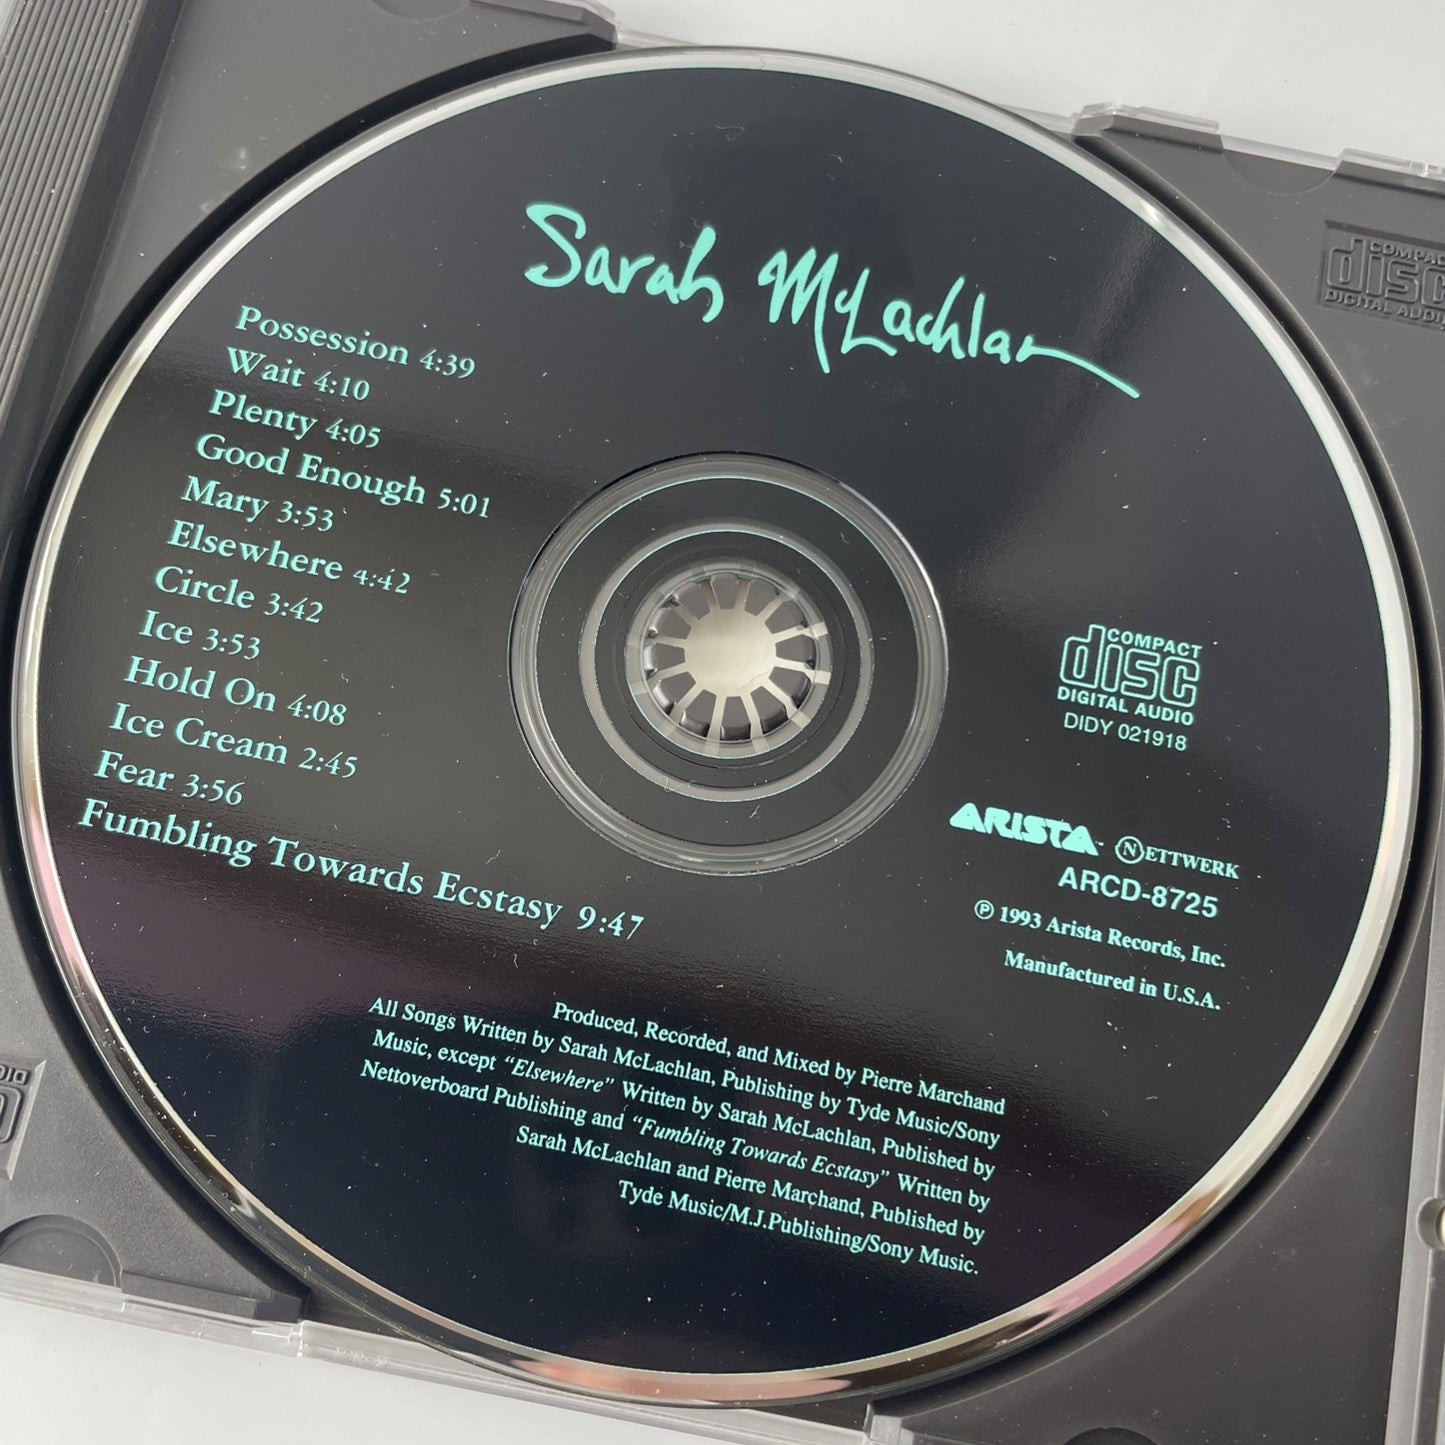 Sarah McLachlan
Possession 4:39
Wait 4:10
Plenty 4:05
Good Enough 5:01
Mary 3:53
Elsewhere 4:42
Circle 3:42
Ice 3:53
Hold On 4:08
Ice Cream 2:45
Fear 3:56
Fumbling Towards Ecstasy 9:47
COMPACT
disc
DIGITAL AUDIO
DIDY 021918
ARISTA™ NETTWERK
ARCD-8725
℗ 1993 Arista Records, Inc.
Manufactured in U.S.A.
Produced, Recorded, and Mixed by Pierre Marchand
All Songs Written by Sarah McLachlan, Publishing by Tyde Music/Sony
Music, except "Elsewhere" Written by Sarah McLachlan, Published by
Nettoverboard Publishing and "Fumbling Towards Ecstasy" Written by
Sarah McLachlan and Pierre Marchand, Published by
Tyde Music/M.J.Publishing/Sony Music.
COMPACT
disc
DIGITAL AUDIO